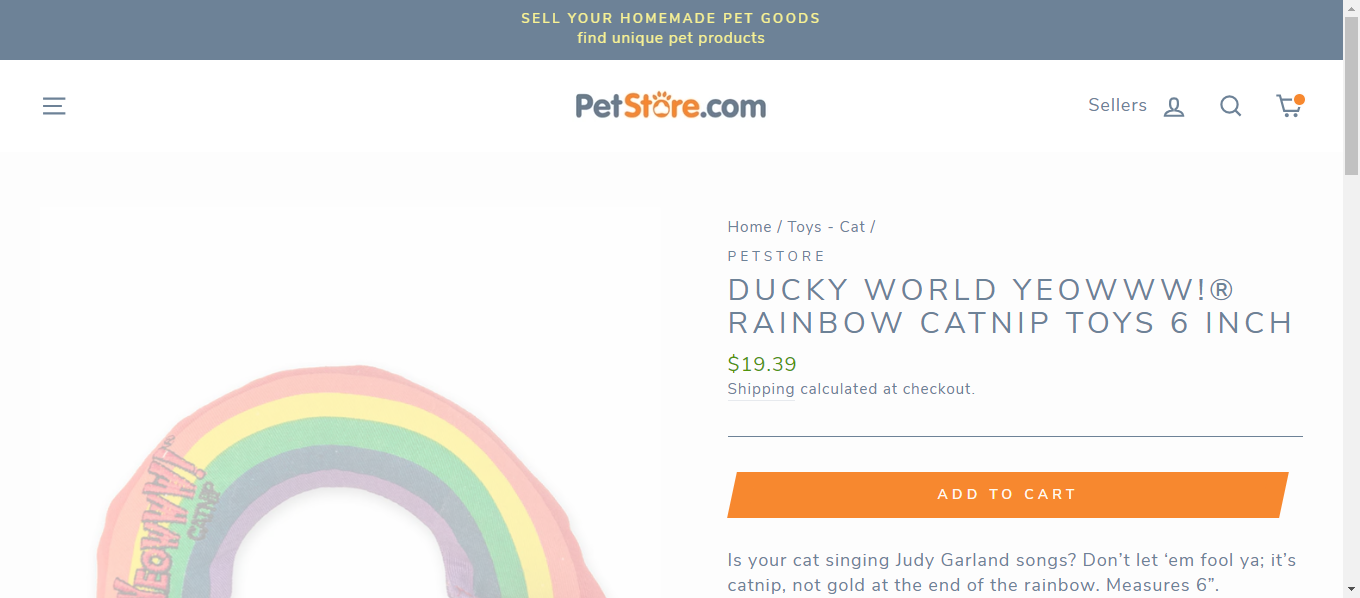 SELL YOUR HOMEMADE PET GOODS
find unique pet products
PetStore.com
Sellers
Home / Toys - Cat /
PETSTORE
DUCKY WORLD YEOWWW!®
RAINBOW CATNIP TOYS 6 INCH
$19.39
Shipping calculated at checkout.
YEOWWW!
CATNIP
ADD TO CART
Is your cat singing Judy Garland songs? Don’t let ‘em fool ya; it’s
catnip, not gold at the end of the rainbow. Measures 6”.